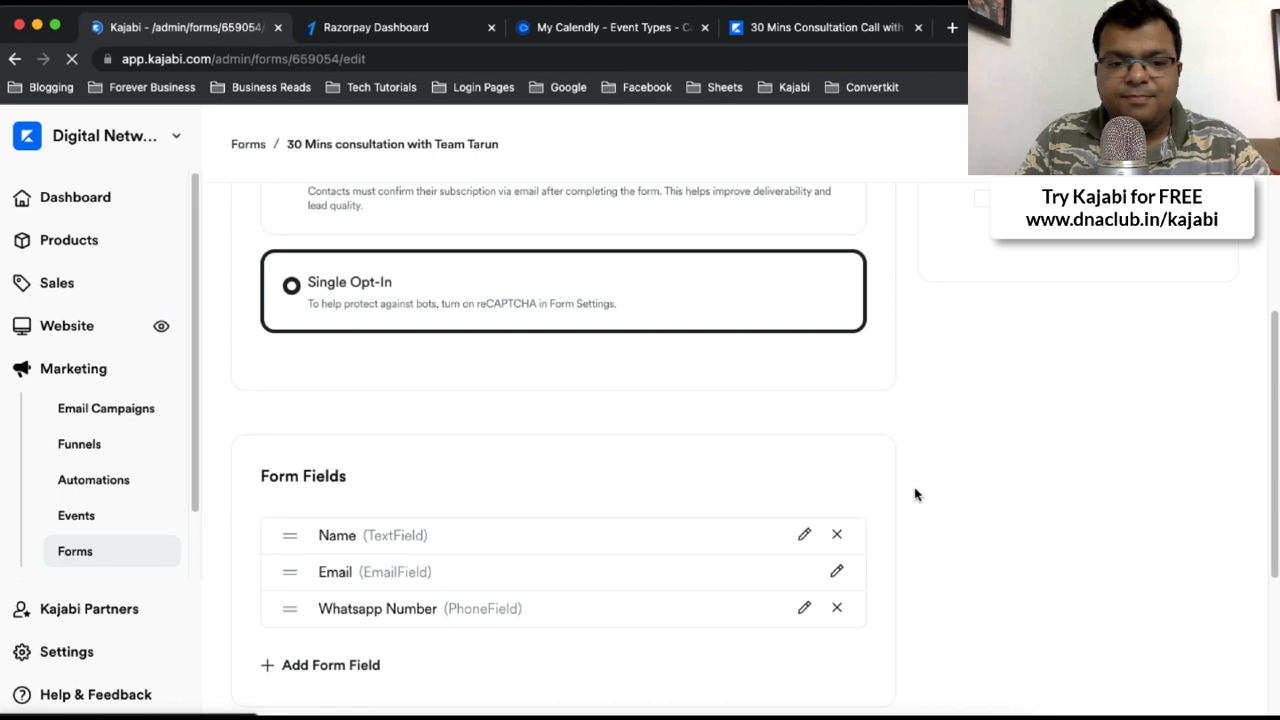 Kajabi - /admin/forms/659054/
Razorpay Dashboard
My Calendly - Event Types - C
30 Mins Consultation Call with
app.kajabi.com/admin/forms/659054/edit
Blogging
Forever Business
Business Reads
Tech Tutorials
Login Pages
Google
Facebook
Sheets
Kajabi
Convertkit
Digital Netw...
Forms / 30 Mins consultation with Team Tarun
Try Kajabi for FREE
www.dnaclub.in/kajabi
Dashboard
Products
Sales
Website
Marketing
Email Campaigns
Funnels
Automations
Events
Forms
Kajabi Partners
Settings
Help & Feedback
Contacts must confirm their subscription via email after completing the form. This helps improve deliverability and
lead quality.
Single Opt-In
To help protect against bots, turn on reCAPTCHA in Form Settings.
Form Fields
Name (TextField)
Email (EmailField)
Whatsapp Number (PhoneField)
+ Add Form Field